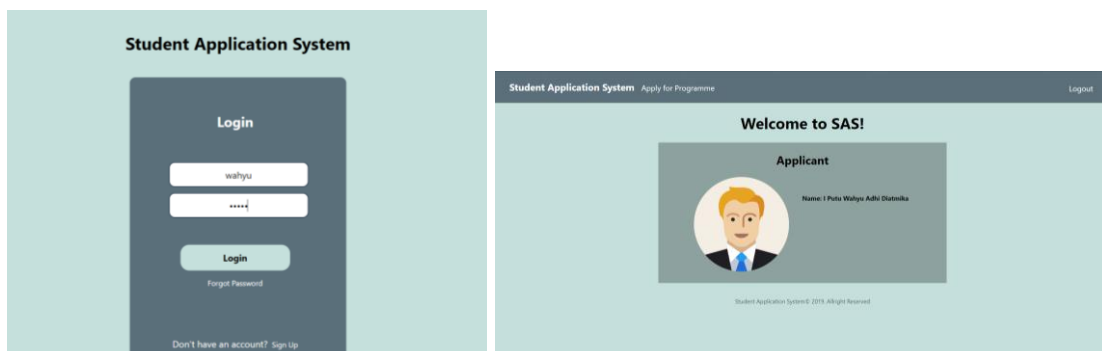 Student Application System
Login
wahyu
•••••
Login
Forgot Password
Don't have an account? Sign Up
Student Application System Apply for Programme Logout
Welcome to SAS!
Applicant
Name: I Putu Wahyu Adhi Diatmika
Student Application System© 2019. Allright Reserved